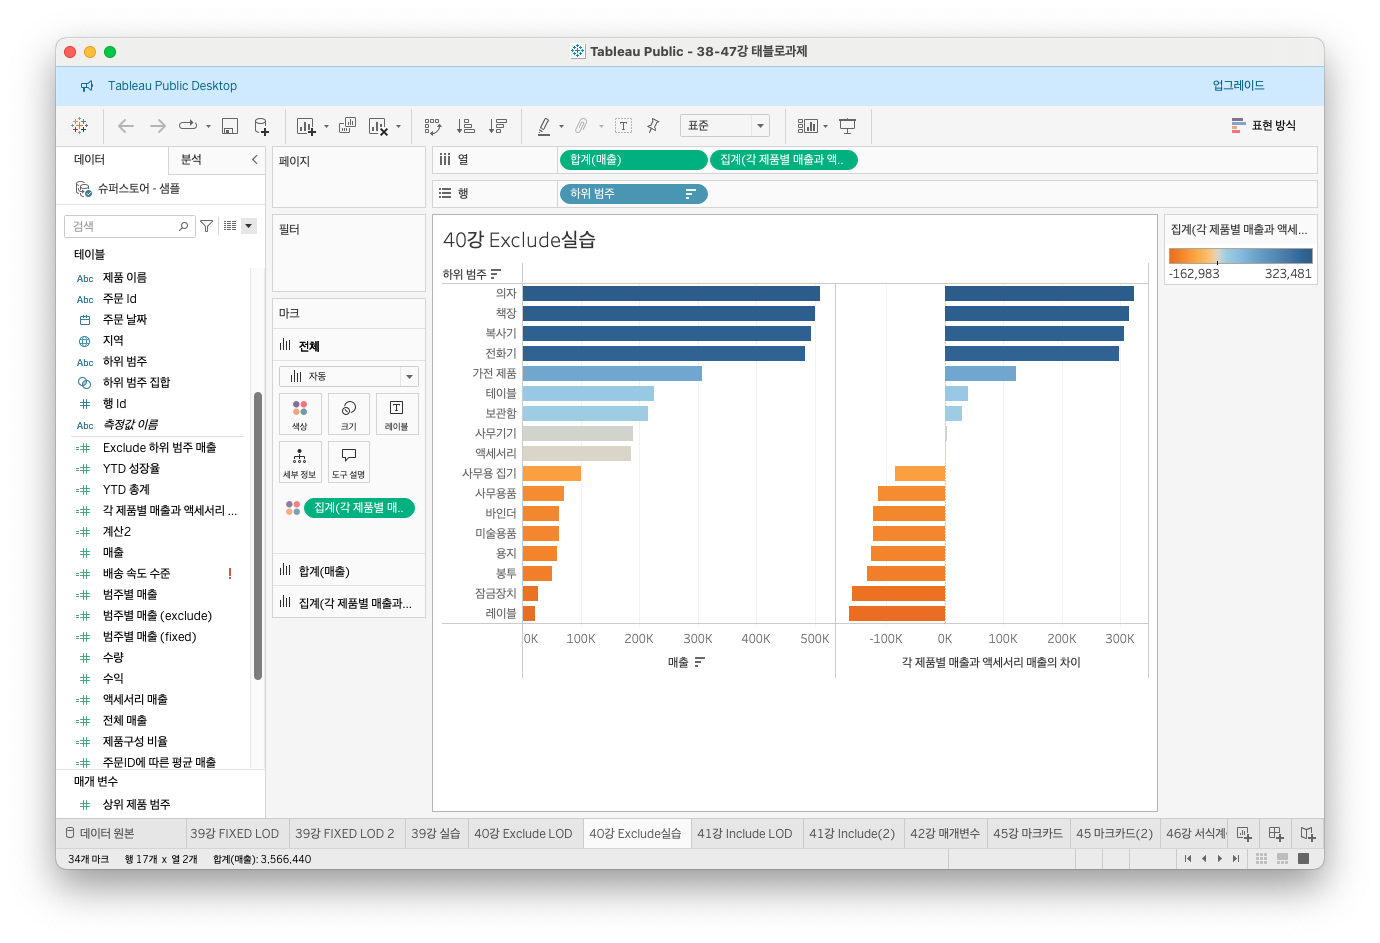 Tableau Public - 38-47강 태블로과제
Tableau Public Desktop
업그레이드
표준
표현 방식
데이터
분석
슈퍼스토어 - 샘플
검색
테이블
Abc 제품 이름
Abc 주문 Id
주문 날짜
지역
Abc 하위 범주
하위 범주 집합
행 Id
Abc 측정값 이름
Exclude 하위 범주 매출
YTD 성장율
YTD 총계
각 제품별 매출과 액세서리 ...
계산2
매출
배송 속도 수준 !
범주별 매출
범주별 매출 (exclude)
범주별 매출 (fixed)
수량
수익
액세서리 매출
전체 매출
제품구성 비율
주문ID에 따른 평균 매출
매개 변수
상위 제품 범주
페이지
필터
마크
전체
자동
색상
크기
레이블
세부 정보
도구 설명
집계(각 제품별 매..
합계(매출)
집계(각 제품별 매출과...
열
합계(매출)
집계(각 제품별 매출과 액..
행
하위 범주
40강 Exclude실습
하위 범주
의자
책장
복사기
전화기
가전 제품
테이블
보관함
사무기기
액세서리
사무용 집기
사무용품
바인더
미술용품
용지
봉투
잠금장치
레이블
0K 100K 200K 300K 400K 500K
매출
-100K 0K 100K 200K 300K
각 제품별 매출과 액세서리 매출의 차이
집계(각 제품별 매출과 액세...
-162,983 323,481
데이터 원본
39강 FIXED LOD
39강 FIXED LOD 2
39강 실습
40강 Exclude LOD
40강 Exclude실습
41강 Include LOD
41강 Include(2)
42강 매개변수
45강 마크카드
45 마크카드(2)
46강 서식계
34개 마크 행 17개 x 열 2개 합계(매출): 3,566,440